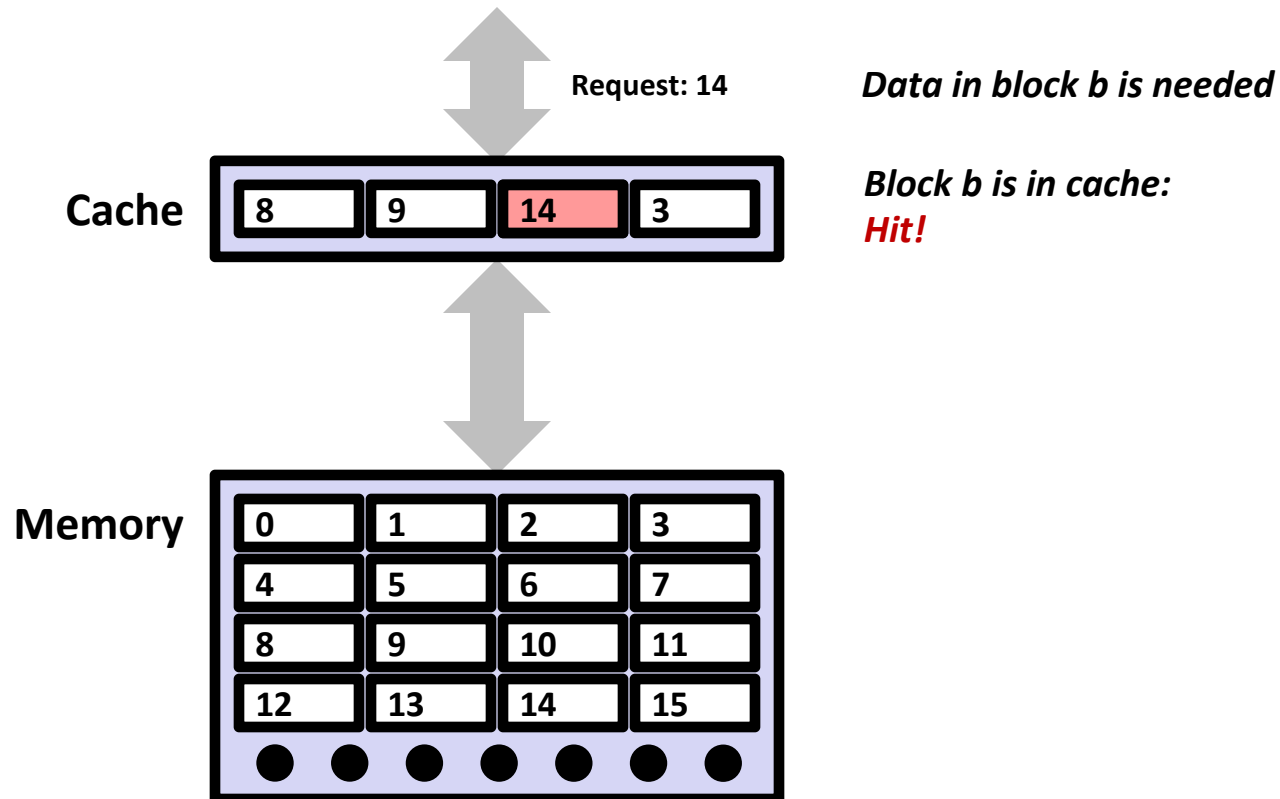 Request: 14
Data in block b is needed
Cache
8 9 14 3
Block b is in cache:
Hit!
Memory
0 1 2 3
4 5 6 7
8 9 10 11
12 13 14 15